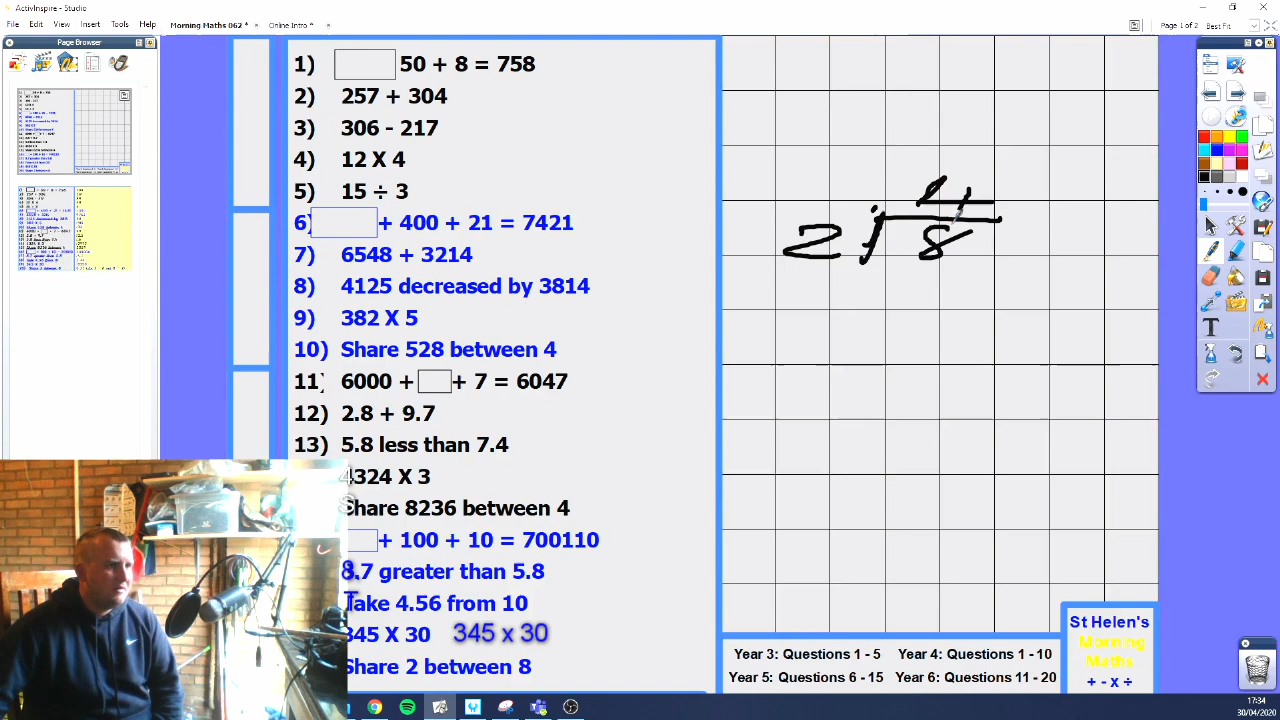 ActivInspire - Studio
File Edit View Insert Tools Help
Morning Maths 062 * Online Intro *
Page 1 of 2 Best Fit
Page Browser
1) 50 + 8 = 758
2) 257 + 304
3) 306 - 217
4) 12 X 4
5) 15 ÷ 3
6) + 400 + 21 = 7421
7) 6548 + 3214
8) 4125 decreased by 3814
9) 382 X 5
10) Share 528 between 4
11) 6000 + + 7 = 6047
12) 2.8 + 9.7
13) 5.8 less than 7.4
4324 X 3
Share 8236 between 4
+ 100 + 10 = 700110
8.7 greater than 5.8
Take 4.56 from 10
345 X 30 345 x 30
Share 2 between 8
4
2 8
Year 3: Questions 1 - 5 Year 4: Questions 1 - 10
Year 5: Questions 6 - 15 Year 6: Questions 11 - 20
St Helen's
Morning
Maths
+ - x ÷
17:34
30/04/2020